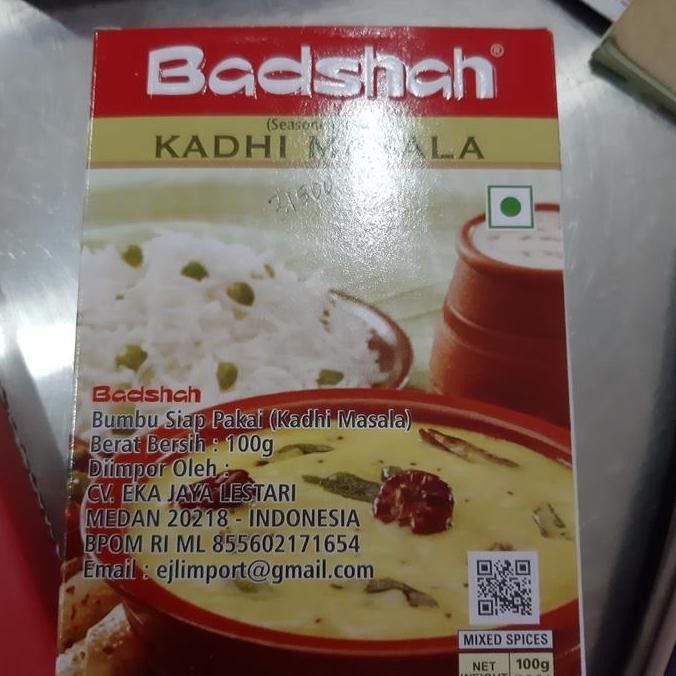 Badshah®
KADHI MASALA
Badshah
Bumbu Siap Pakai (Kadhi Masala)
Berat Bersih : 100g
Diimpor Oleh :
CV. EKA JAYA LESTARI
MEDAN 20218 - INDONESIA
BPOM RI ML 855602171654
Email : ejlimport@gmail.com
MIXED SPICES
NET WEIGHT
100g